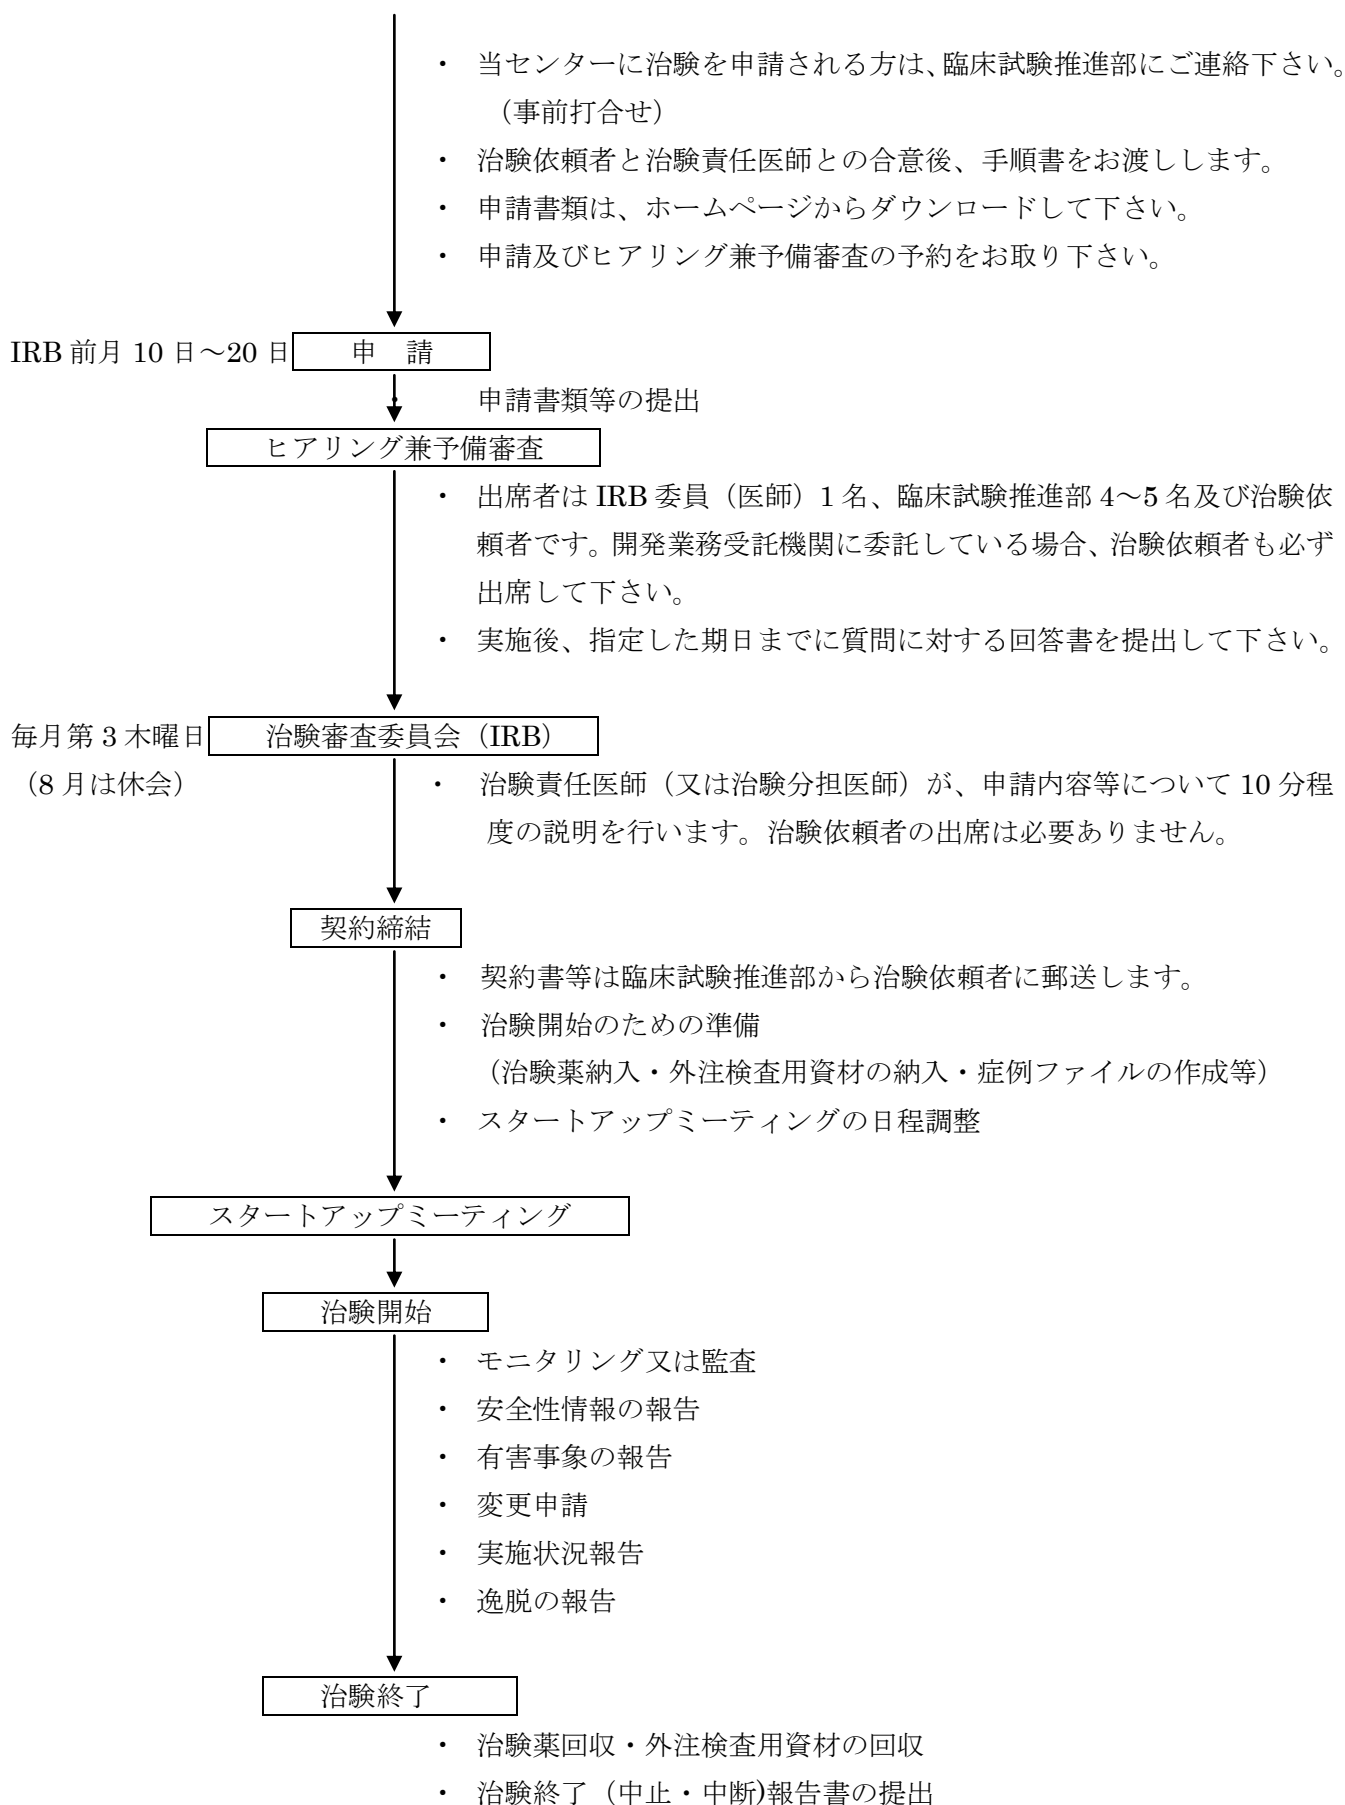 ・ 当センターに治験を申請される方は、臨床試験推進部にご連絡下さい。
（事前打合せ）
・ 治験依頼者と治験責任医師との合意後、手順書をお渡しします。
・ 申請書類は、ホームページからダウンロードして下さい。
・ 申請及びヒアリング兼予備審査の予約をお取り下さい。
IRB 前月 10 日～20 日 申　請
・ 申請書類等の提出
ヒアリング兼予備審査
・ 出席者は IRB 委員（医師）1 名、臨床試験推進部 4～5 名及び治験依
頼者です。開発業務受託機関に委託している場合、治験依頼者も必ず
出席して下さい。
・ 実施後、指定した期日までに質問に対する回答書を提出して下さい。
毎月第 3 木曜日 治験審査委員会（IRB）
（8 月は休会） ・ 治験責任医師（又は治験分担医師）が、申請内容等について 10 分程
度の説明を行います。治験依頼者の出席は必要ありません。
契約締結
・ 契約書等は臨床試験推進部から治験依頼者に郵送します。
・ 治験開始のための準備
（治験薬納入・外注検査用資材の納入・症例ファイルの作成等）
・ スタートアップミーティングの日程調整
スタートアップミーティング
治験開始
・ モニタリング又は監査
・ 安全性情報の報告
・ 有害事象の報告
・ 変更申請
・ 実施状況報告
・ 逸脱の報告
治験終了
・ 治験薬回収・外注検査用資材の回収
・ 治験終了（中止・中断)報告書の提出